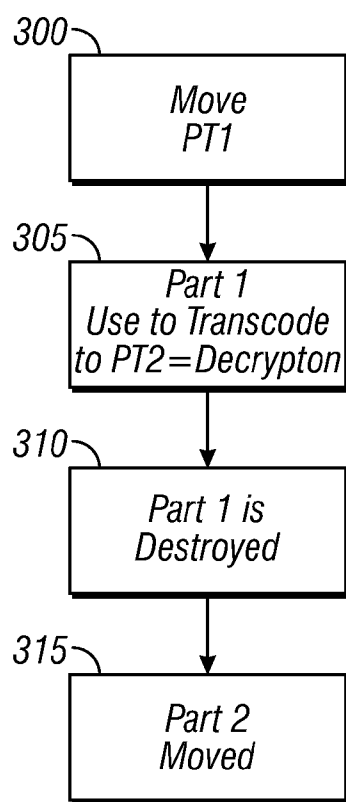 300
Move
PT1
305
Part 1
Use to Transcode
to PT2=Decrypton
310
Part 1 is
Destroyed
315
Part 2
Moved